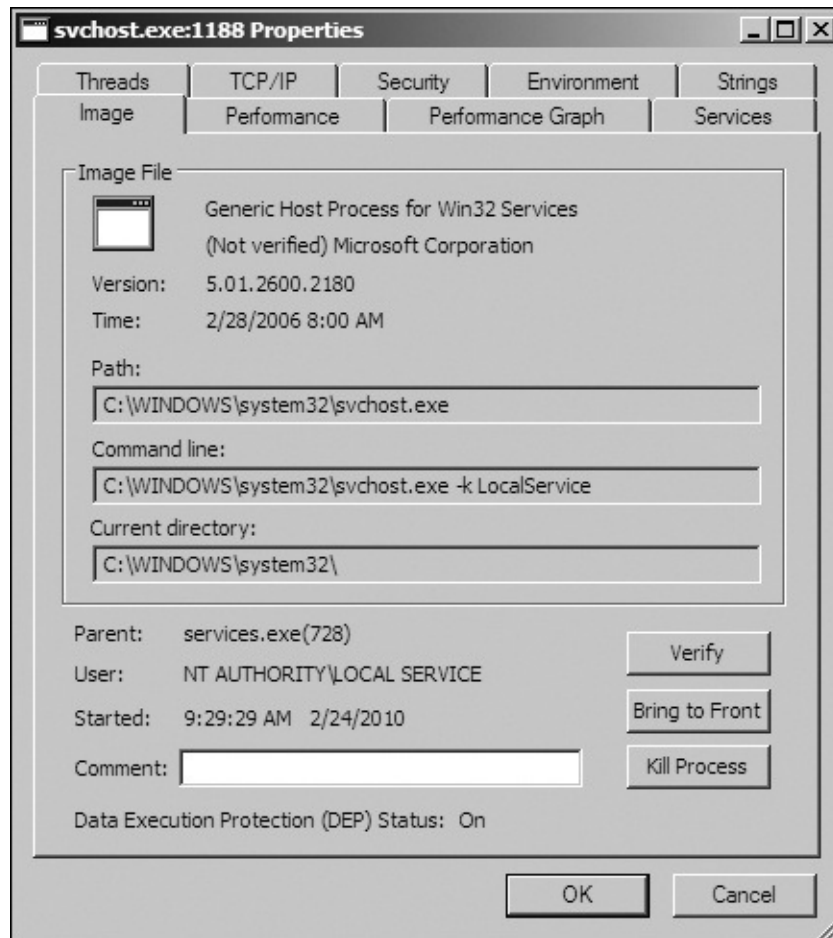 svchost.exe:1188 Properties
Threads TCP/IP Security Environment Strings
Image Performance Performance Graph Services
Image File
Generic Host Process for Win32 Services
(Not verified) Microsoft Corporation
Version: 5.01.2600.2180
Time: 2/28/2006 8:00 AM
Path:
C:\WINDOWS\system32\svchost.exe
Command line:
C:\WINDOWS\system32\svchost.exe -k LocalService
Current directory:
C:\WINDOWS\system32\
Parent: services.exe(728)
Verify
User: NT AUTHORITY\LOCAL SERVICE
Started: 9:29:29 AM 2/24/2010
Bring to Front
Comment:
Kill Process
Data Execution Protection (DEP) Status: On
OK Cancel